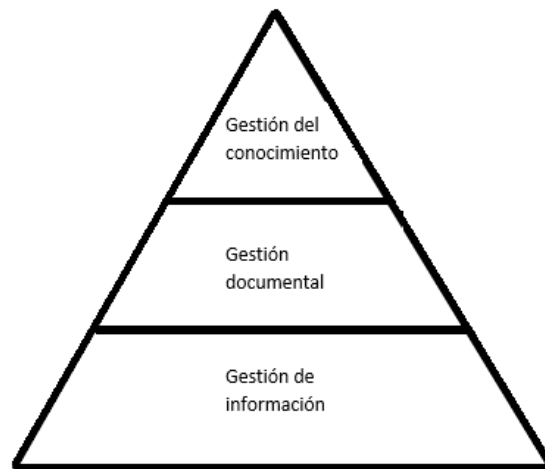 Gestión del
conocimiento
Gestión
documental
Gestión de
información